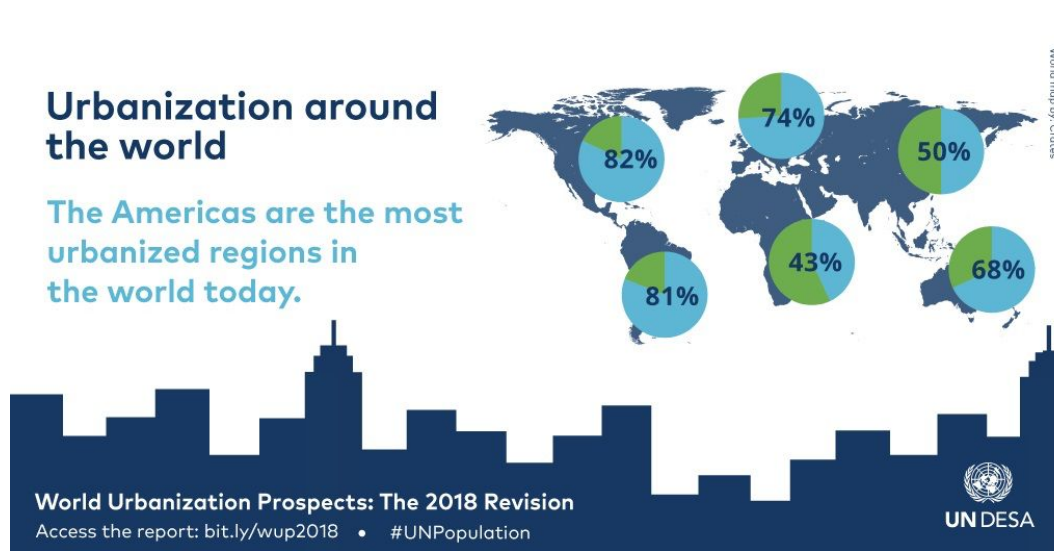 Urbanization around
the world
The Americas are the most
urbanized regions in
the world today.
82%
74%
50%
81%
43%
68%
World Urbanization Prospects: The 2018 Revision
Access the report: bit.ly/wup2018 • #UNPopulation
UN DESA